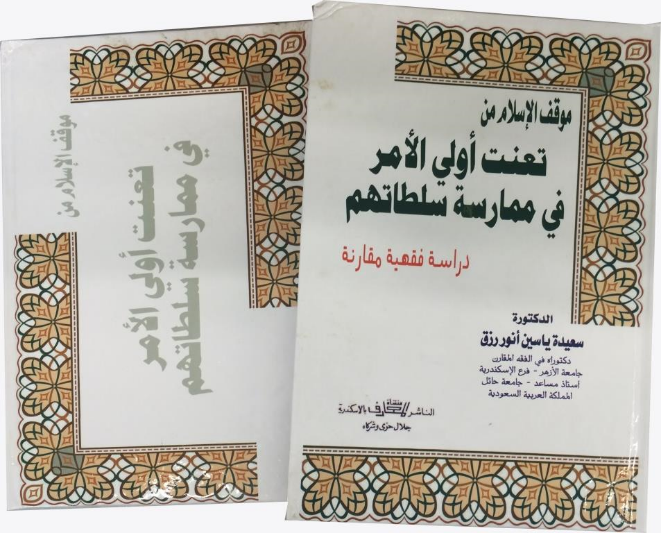 موقف الإسلام من
تعنت أولي الأمر
في ممارسة سلطاتهم
دراسة فقهية مقارنة
الدكتورة
سعيدة ياسين أنور رزق
دكتوراه في الفقه المقارن
جامعة الأزهر - فرع الإسكندرية
استاذ مساعد - جامعة حائل
المملكة العربية السعودية
الناشر منشأة المعارف بالإسكندرية
جلال حزى وشركاه
موقف الإسلام من
تعنت أولي الأمر
في ممارسة سلطاتهم